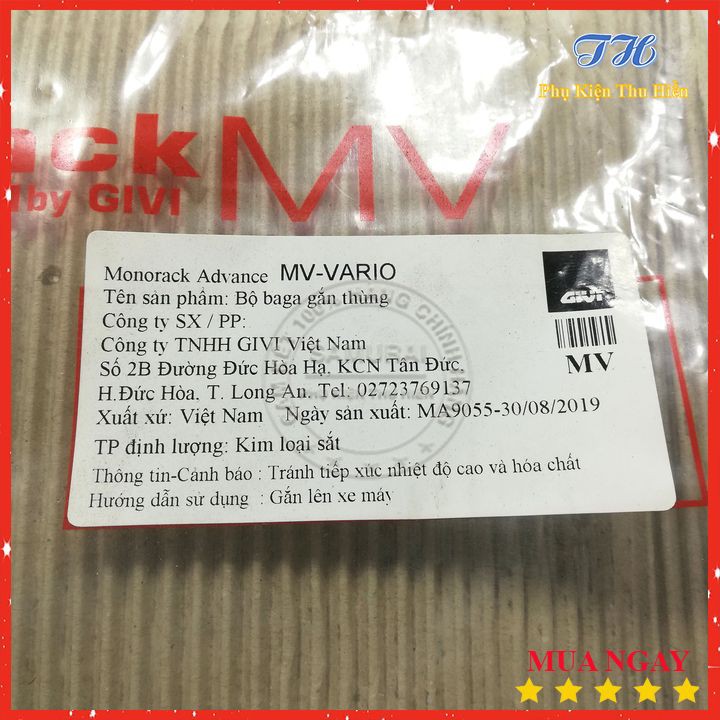 TH
Phụ Kiện Thu Hiền
ack MV
by GIVI
Monorack Advance MV-VARIO
Tên sản phẩm: Bộ baga gắn thùng
Công ty SX / PP:
Công ty TNHH GIVI Việt Nam
Số 2B Đường Đức Hòa Hạ, KCN Tân Đức,
H.Đức Hòa, T. Long An. Tel: 02723769137
Xuất xứ: Việt Nam Ngày sản xuất: MA9055-30/08/2019
TP định lượng: Kim loại sắt
Thông tin-Cảnh báo : Tránh tiếp xúc nhiệt độ cao và hóa chất
Hướng dẫn sử dụng : Gắn lên xe máy
GIVI
MV
MUA NGAY